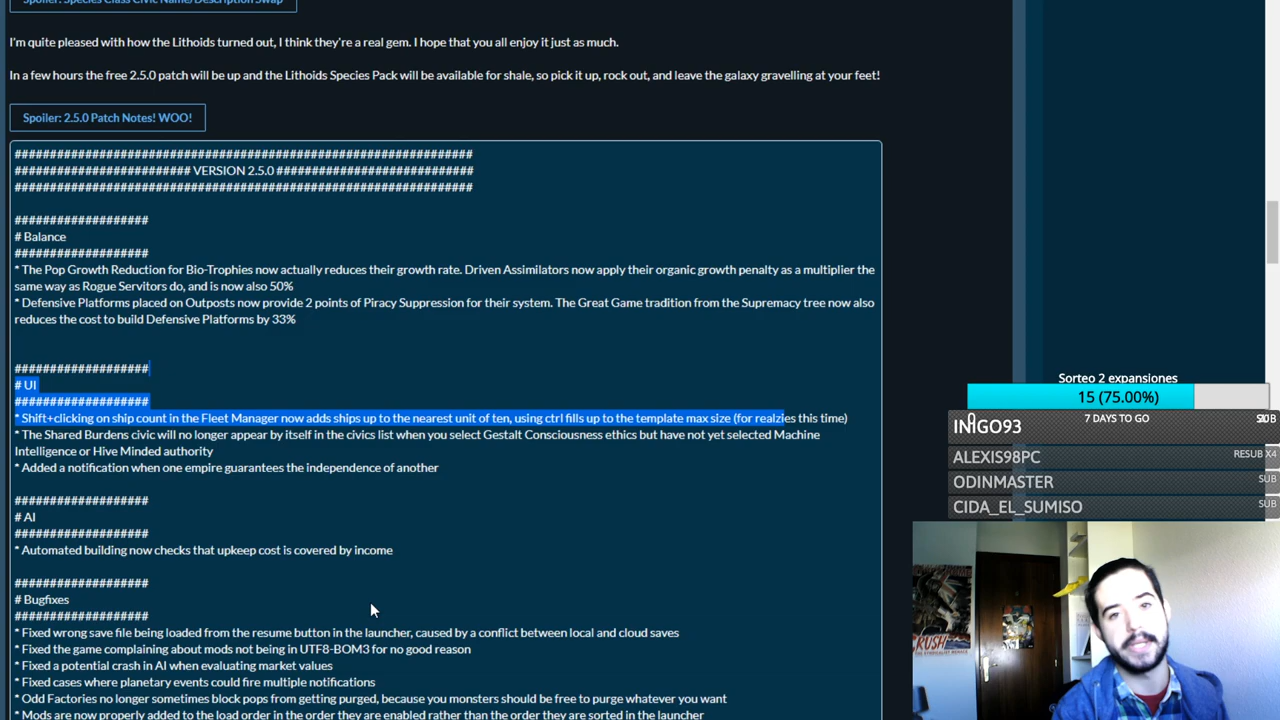 Spoiler: Species Class Civic Name/Description Swap
I'm quite pleased with how the Lithoids turned out, I think they're a real gem. I hope that you all enjoy it just as much.
In a few hours the free 2.5.0 patch will be up and the Lithoids Species Pack will be available for shale, so pick it up, rock out, and leave the galaxy gravelling at your feet!
Spoiler: 2.5.0 Patch Notes! WOO!
#################################################################
######################### VERSION 2.5.0 ############################
#################################################################
###################
# Balance
###################
* The Pop Growth Reduction for Bio-Trophies now actually reduces their growth rate. Driven Assimilators now apply their organic growth penalty as a multiplier the
same way as Rogue Servitors do, and is now also 50%
* Defensive Platforms placed on Outposts now provide 2 points of Piracy Suppression for their system. The Great Game tradition from the Supremacy tree now also
reduces the cost to build Defensive Platforms by 33%
###################
# UI
###################
* Shift+clicking on ship count in the Fleet Manager now adds ships up to the nearest unit of ten, using ctrl fills up to the template max size (for realzies this time)
* The Shared Burdens civic will no longer appear by itself in the civics list when you select Gestalt Consciousness ethics but have not yet selected Machine
Intelligence or Hive Minded authority
* Added a notification when one empire guarantees the independence of another
###################
# AI
###################
* Automated building now checks that upkeep cost is covered by income
###################
# Bugfixes
###################
* Fixed wrong save file being loaded from the resume button in the launcher, caused by a conflict between local and cloud saves
* Fixed the game complaining about mods not being in UTF8-BOM3 for no good reason
* Fixed a potential crash in AI when evaluating market values
* Fixed cases where planetary events could fire multiple notifications
* Odd Factories no longer sometimes block pops from getting purged, because you monsters should be free to purge whatever you want
* Mods are now properly added to the load order in the order they are enabled rather than the order they are sorted in the launcher
Sorteo 2 expansiones
15 (75.00%)
7 DAYS TO GO
INIGO93
ALEXIS98PC RESUB X4
ODINMASTER SUB
CIDA_EL_SUMISO SUB
CRUSH